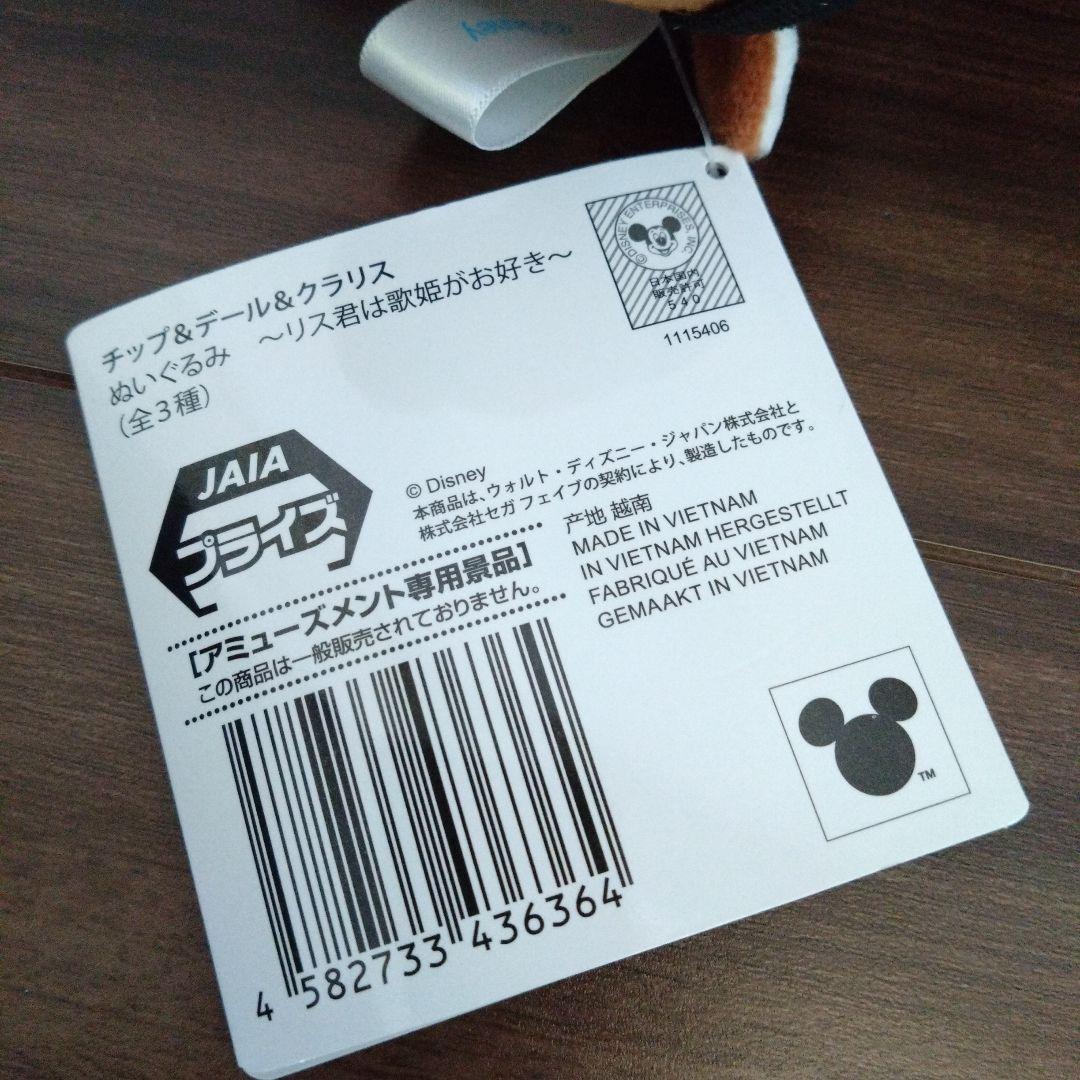 チップ&デール&クラリス
ぬいぐるみ　～リス君は歌姫がお好き～
(全3種)
©DISNEY ENTERPRISES, INC
日本国内
販売許可
540
1115406
JAIA
プライズ
© Disney
本商品は、ウォルト・ディズニー・ジャパン株式会社と
株式会社セガ フェイブの契約により、製造したものです。
[アミューズメント専用景品]
この商品は一般販売されておりません。
产地 越南
MADE IN VIETNAM
IN VIETNAM HERGESTELLT
FABRIQUÉ AU VIETNAM
GEMAAKT IN VIETNAM
TM
4 582733 436364